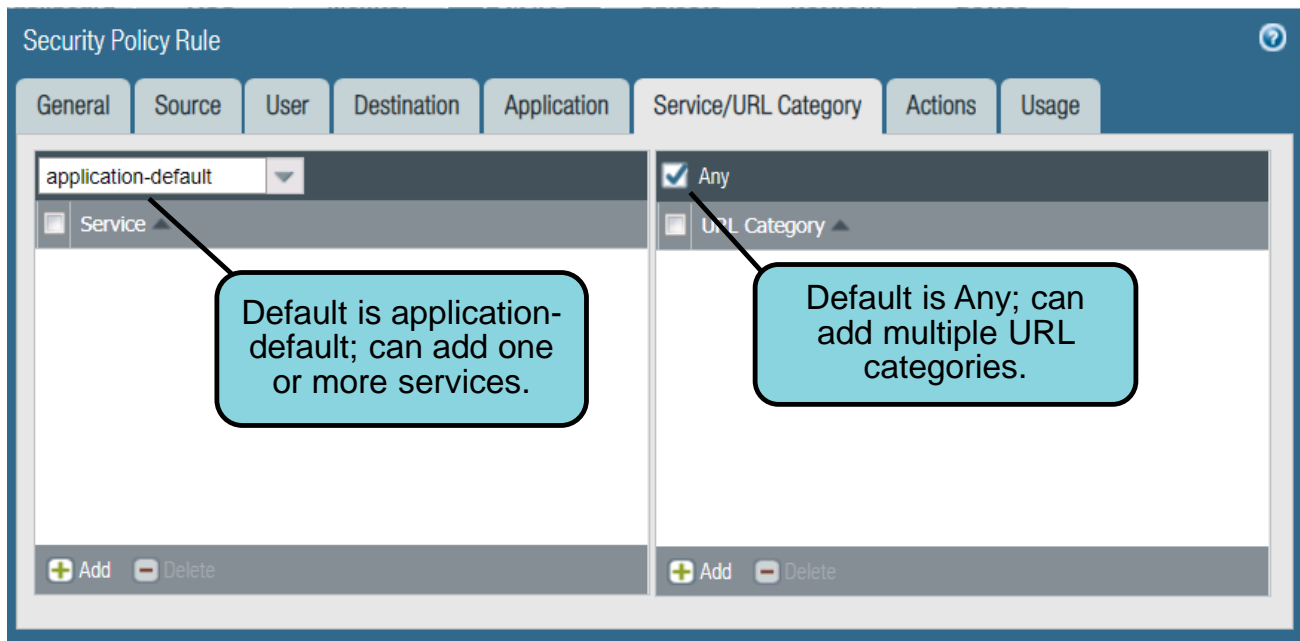 Security Policy Rule
General Source User Destination Application Service/URL Category Actions Usage
application-default
Any
Service
URL Category
Default is application-
default; can add one
or more services.
Default is Any; can
add multiple URL
categories.
Add Delete
Add Delete